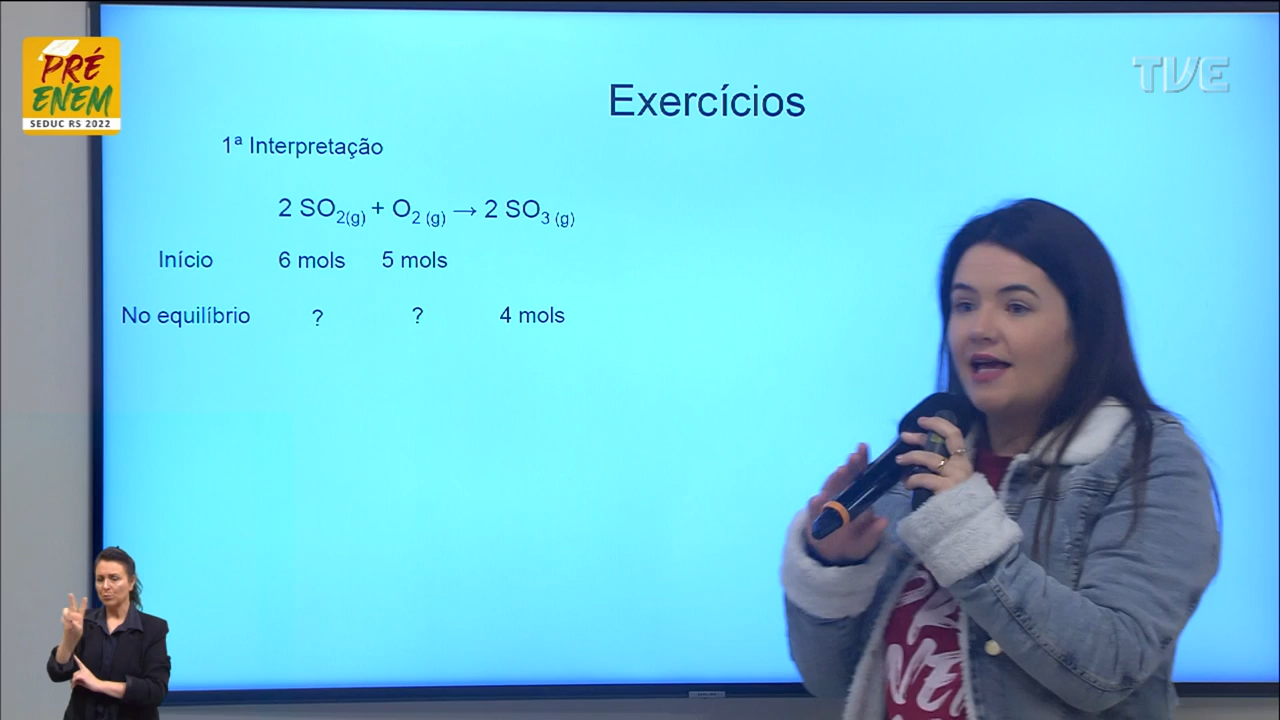 PRÉ
ENEM
SEDUC RS 2022
TVE
Exercícios
1ª Interpretação
2 SO2(g) + O2 (g) → 2 SO3 (g)
Início 6 mols 5 mols
No equilíbrio ? ? 4 mols